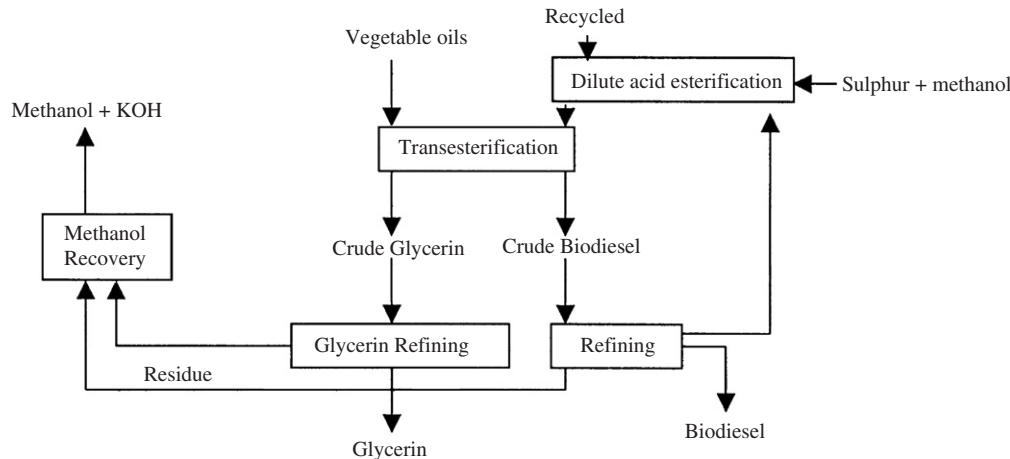 Recycled
Vegetable oils
Dilute acid esterification
Sulphur + methanol
Methanol + KOH
Transesterification
Methanol
Recovery
Crude Glycerin
Crude Biodiesel
Glycerin Refining
Refining
Residue
Biodiesel
Glycerin